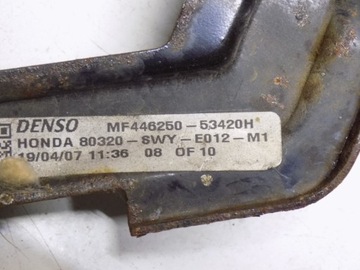 DENSO MF446250-53420H
HONDA 80320-SWY-E012-M1
19/04/07 11:36 08 OF 10